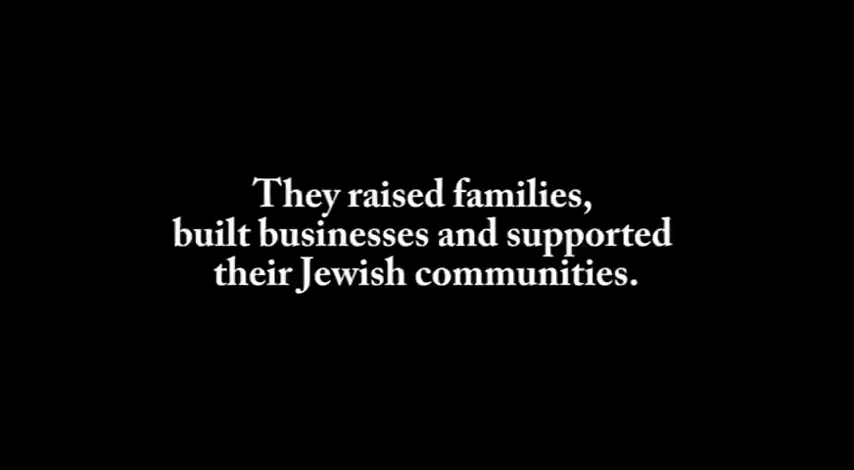 They raised families,
built businesses and supported
their Jewish communities.